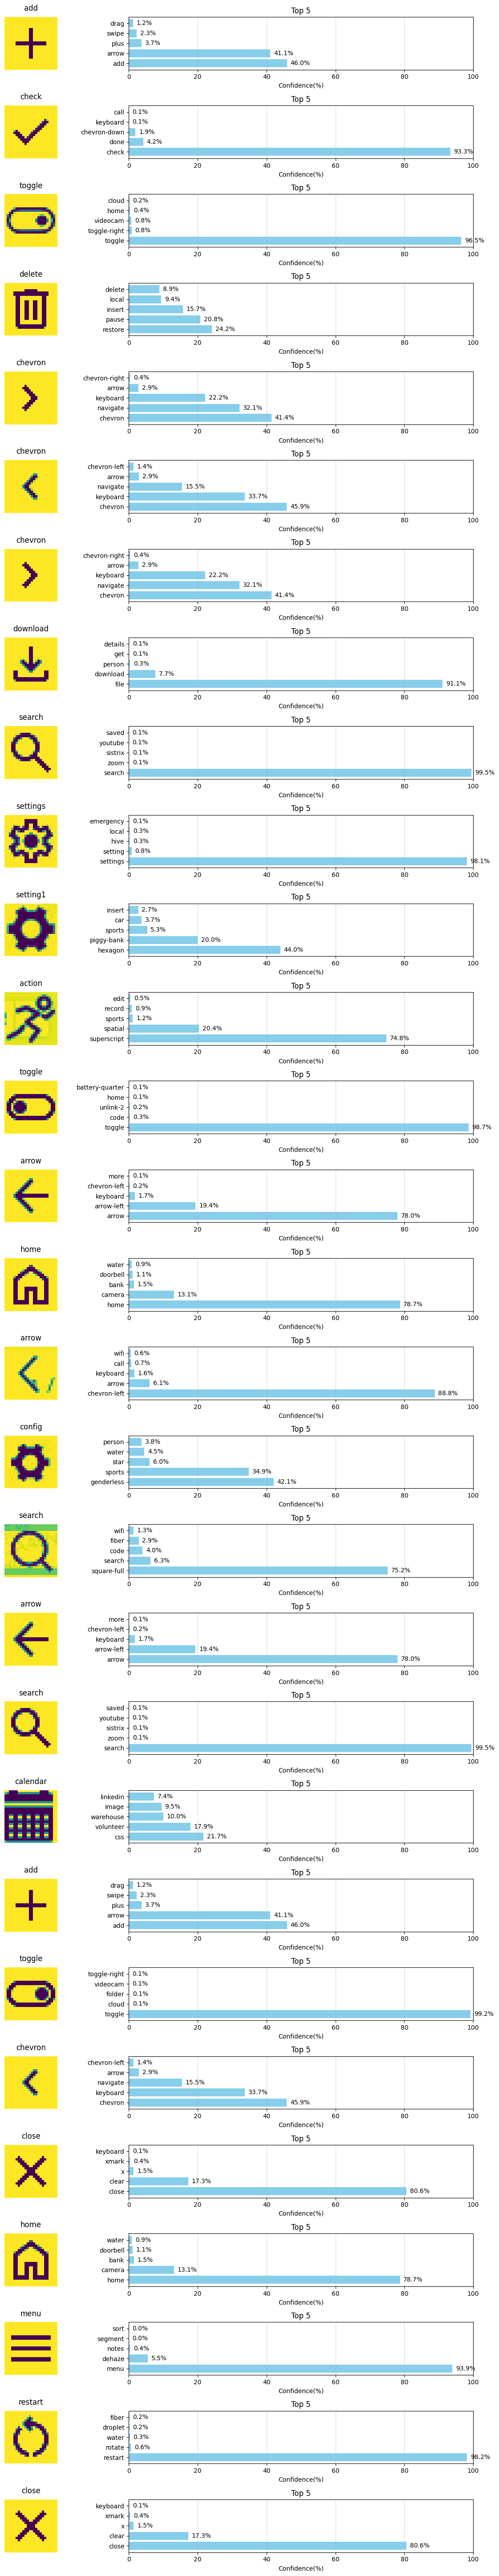 add
Top 5
drag 1.2%
swipe 2.3%
plus 3.7%
arrow 41.1%
add 46.0%
0 20 40 60 80 100
Confidence(%)
check
Top 5
call 0.1%
keyboard 0.1%
chevron-down 1.9%
done 4.2%
check 93.3%
0 20 40 60 80 100
Confidence(%)
toggle
Top 5
cloud 0.2%
home 0.4%
videocam 0.8%
toggle-right 0.8%
toggle 96.5%
0 20 40 60 80 100
Confidence(%)
delete
Top 5
delete 8.9%
local 9.4%
insert 15.7%
pause 20.8%
restore 24.2%
0 20 40 60 80 100
Confidence(%)
chevron
Top 5
chevron-right 0.4%
arrow 2.9%
keyboard 22.2%
navigate 32.1%
chevron 41.4%
0 20 40 60 80 100
Confidence(%)
chevron
Top 5
chevron-left 1.4%
arrow 2.9%
navigate 15.5%
keyboard 33.7%
chevron 45.9%
0 20 40 60 80 100
Confidence(%)
chevron
Top 5
chevron-right 0.4%
arrow 2.9%
keyboard 22.2%
navigate 32.1%
chevron 41.4%
0 20 40 60 80 100
Confidence(%)
download
Top 5
details 0.1%
get 0.1%
person 0.3%
download 7.7%
file 91.1%
0 20 40 60 80 100
Confidence(%)
search
Top 5
saved 0.1%
youtube 0.1%
sistrix 0.1%
zoom 0.1%
search 99.5%
0 20 40 60 80 100
Confidence(%)
settings
Top 5
emergency 0.1%
local 0.3%
hive 0.3%
setting 0.8%
settings 98.1%
0 20 40 60 80 100
Confidence(%)
setting1
Top 5
insert 2.7%
car 3.7%
sports 5.3%
piggy-bank 20.0%
hexagon 44.0%
0 20 40 60 80 100
Confidence(%)
action
Top 5
edit 0.5%
record 0.9%
sports 1.2%
spatial 20.4%
superscript 74.8%
0 20 40 60 80 100
Confidence(%)
toggle
Top 5
battery-quarter 0.1%
home 0.1%
unlink-2 0.2%
code 0.3%
toggle 98.7%
0 20 40 60 80 100
Confidence(%)
arrow
Top 5
more 0.1%
chevron-left 0.2%
keyboard 1.7%
arrow-left 19.4%
arrow 78.0%
0 20 40 60 80 100
Confidence(%)
home
Top 5
water 0.9%
doorbell 1.1%
bank 1.5%
camera 13.1%
home 78.7%
0 20 40 60 80 100
Confidence(%)
arrow
Top 5
wifi 0.6%
call 0.7%
keyboard 1.6%
arrow 6.1%
chevron-left 88.8%
0 20 40 60 80 100
Confidence(%)
config
Top 5
person 3.8%
water 4.5%
star 6.0%
sports 34.9%
genderless 42.1%
0 20 40 60 80 100
Confidence(%)
search
Top 5
wifi 1.3%
fiber 2.9%
code 4.0%
search 6.3%
square-full 75.2%
0 20 40 60 80 100
Confidence(%)
arrow
Top 5
more 0.1%
chevron-left 0.2%
keyboard 1.7%
arrow-left 19.4%
arrow 78.0%
0 20 40 60 80 100
Confidence(%)
search
Top 5
saved 0.1%
youtube 0.1%
sistrix 0.1%
zoom 0.1%
search 99.5%
0 20 40 60 80 100
Confidence(%)
calendar
Top 5
linkedin 7.4%
image 9.5%
warehouse 10.0%
volunteer 17.9%
css 21.7%
0 20 40 60 80 100
Confidence(%)
add
Top 5
drag 1.2%
swipe 2.3%
plus 3.7%
arrow 41.1%
add 46.0%
0 20 40 60 80 100
Confidence(%)
toggle
Top 5
toggle-right 0.1%
videocam 0.1%
folder 0.1%
cloud 0.1%
toggle 99.2%
0 20 40 60 80 100
Confidence(%)
chevron
Top 5
chevron-left 1.4%
arrow 2.9%
navigate 15.5%
keyboard 33.7%
chevron 45.9%
0 20 40 60 80 100
Confidence(%)
close
Top 5
keyboard 0.1%
xmark 0.4%
x 1.5%
clear 17.3%
close 80.6%
0 20 40 60 80 100
Confidence(%)
home
Top 5
water 0.9%
doorbell 1.1%
bank 1.5%
camera 13.1%
home 78.7%
0 20 40 60 80 100
Confidence(%)
menu
Top 5
sort 0.0%
segment 0.0%
notes 0.4%
dehaze 5.5%
menu 93.9%
0 20 40 60 80 100
Confidence(%)
restart
Top 5
fiber 0.2%
droplet 0.2%
water 0.3%
rotate 0.6%
restart 98.2%
0 20 40 60 80 100
Confidence(%)
close
Top 5
keyboard 0.1%
xmark 0.4%
x 1.5%
clear 17.3%
close 80.6%
0 20 40 60 80 100
Confidence(%)